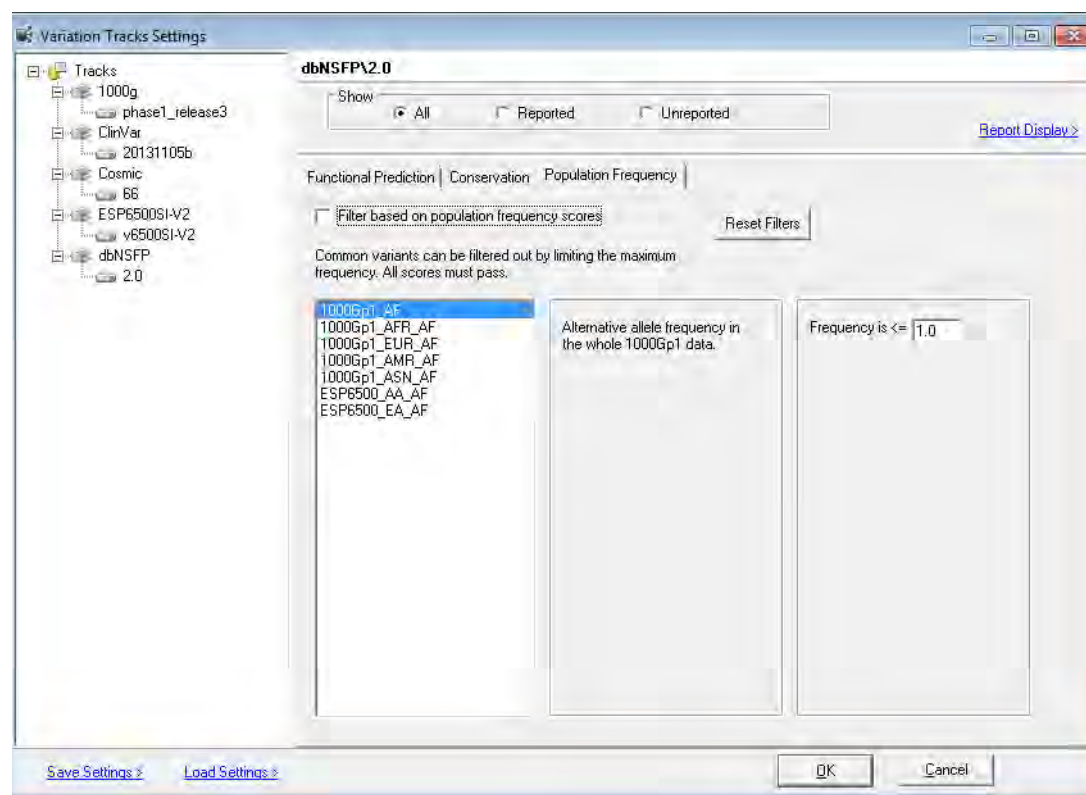 Variation Tracks Settings
Tracks
1000g
phase1_release3
ClinVar
20131105b
Cosmic
66
ESP6500SI-V2
v6500SI-V2
dbNSFP
2.0
dbNSFP\2.0
Show
All Reported Unreported
Report Display >
Functional Prediction Conservation Population Frequency
Filter based on population frequency scores
Reset Filters
Common variants can be filtered out by limiting the maximum
frequency. All scores must pass.
1000Gp1_AF
1000Gp1_AFR_AF
1000Gp1_EUR_AF
1000Gp1_AMR_AF
1000Gp1_ASN_AF
ESP6500_AA_AF
ESP6500_EA_AF
Alternative allele frequency in
the whole 1000Gp1 data.
Frequency is <= 1.0
Save Settings > Load Settings >
OK Cancel